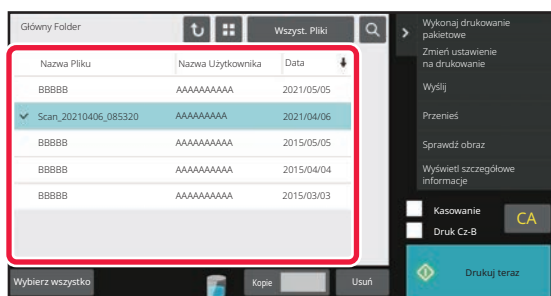 Główny Folder
Wszyst. Pliki
Nazwa Pliku Nazwa Użytkownika Data
BBBBB AAAAAAAAAA 2021/05/05
Scan_20210406_085320 AAAAAAAAA 2021/04/06
BBBBB AAAAAAAAAA 2015/05/05
BBBBB AAAAAAAAAA 2015/04/04
BBBBB AAAAAAAAAA 2015/03/03
Wybierz wszystko
Kopie
Usuń
Wykonaj drukowanie
pakietowe
Zmień ustawienie
na drukowanie
Wyślij
Przenieś
Sprawdź obraz
Wyświetl szczegółowe
informacje
Kasowanie
Druk Cz-B
CA
Drukuj teraz